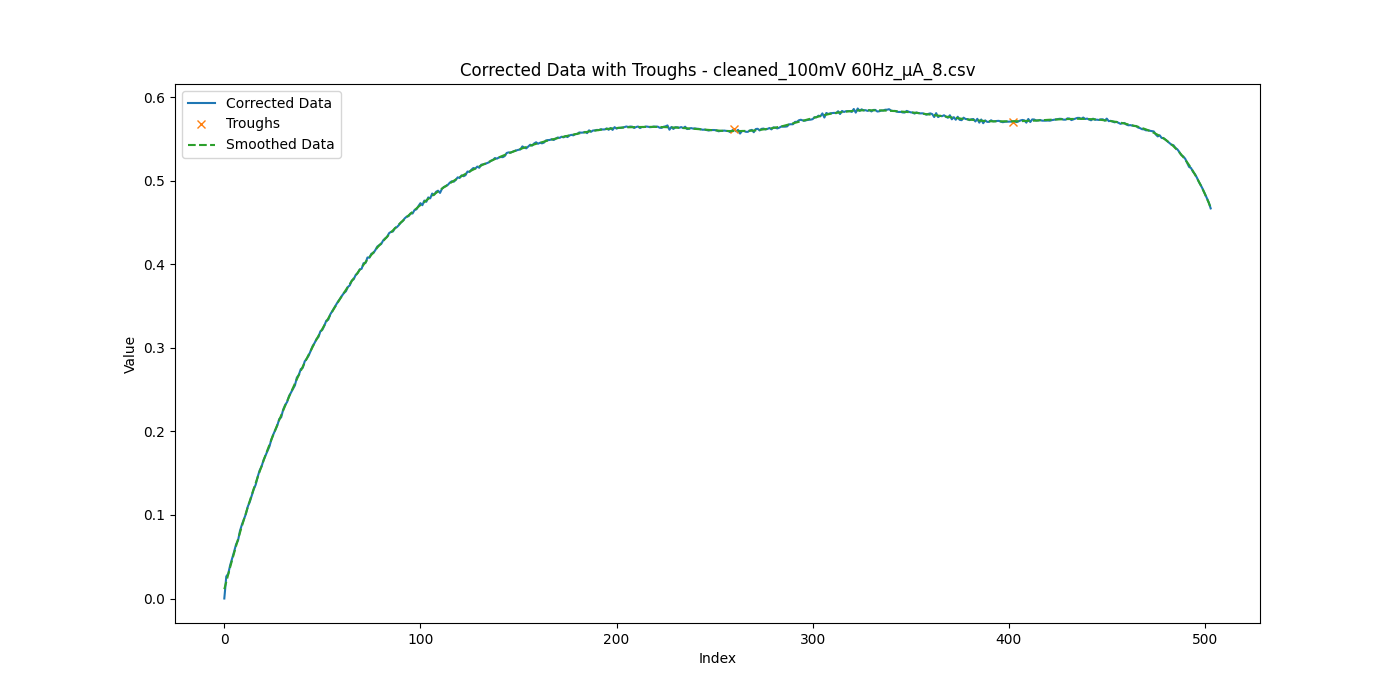 Corrected Data with Troughs - cleaned_100mV 60Hz_μA_8.csv
Corrected Data
Troughs
Smoothed Data
0.6
0.5
0.4
0.3
0.2
0.1
0.0
Value
0 100 200 300 400 500
Index